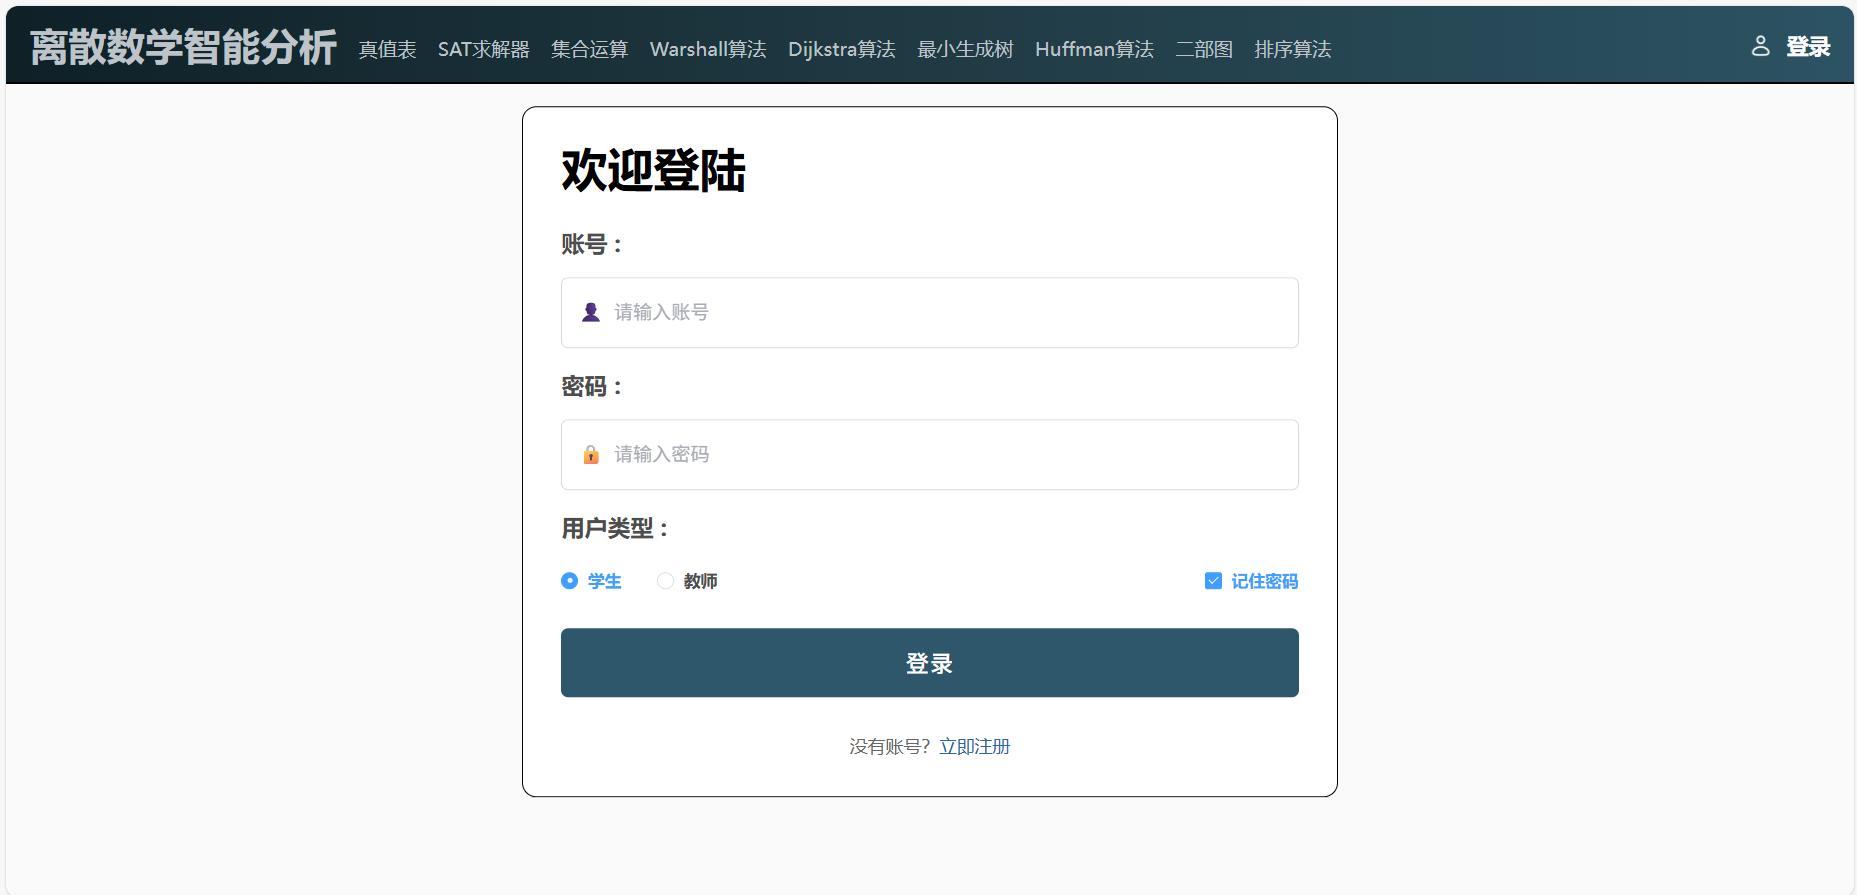 离散数学智能分析 真值表 SAT求解器 集合运算 Warshall算法 Dijkstra算法 最小生成树 Huffman算法 二部图 排序算法 登录
欢迎登陆
账号：
请输入账号
密码：
请输入密码
用户类型：
学生 教师 记住密码
登录
没有账号？立即注册